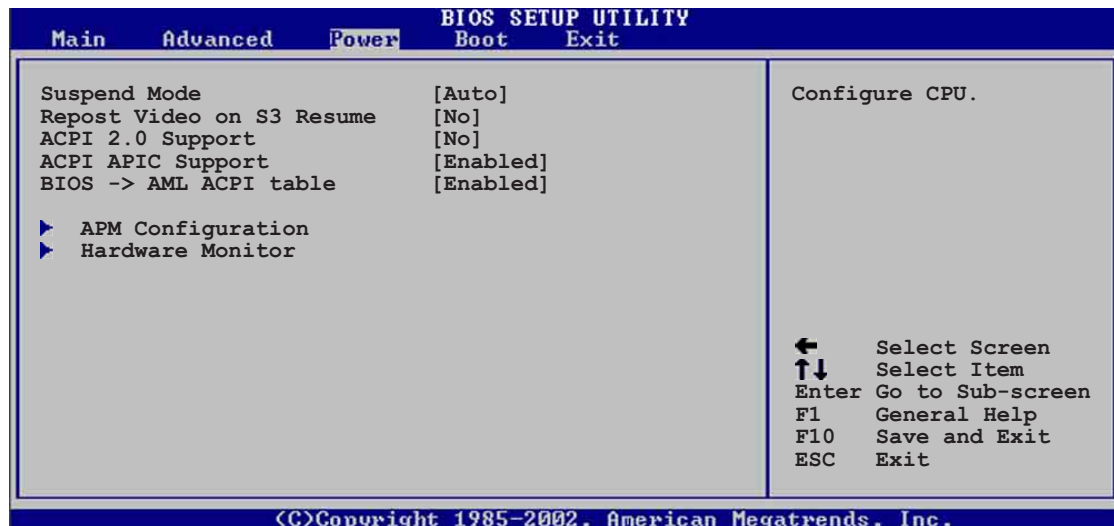 BIOS SETUP UTILITY
Main Advanced Power Boot Exit
Suspend Mode [Auto]
Repost Video on S3 Resume [No]
ACPI 2.0 Support [No]
ACPI APIC Support [Enabled]
BIOS -> AML ACPI table [Enabled]
APM Configuration
Hardware Monitor
Configure CPU.
Select Screen
Select Item
Enter Go to Sub-screen
F1 General Help
F10 Save and Exit
ESC Exit
(C)Copyright 1985-2002, American Megatrends, Inc.